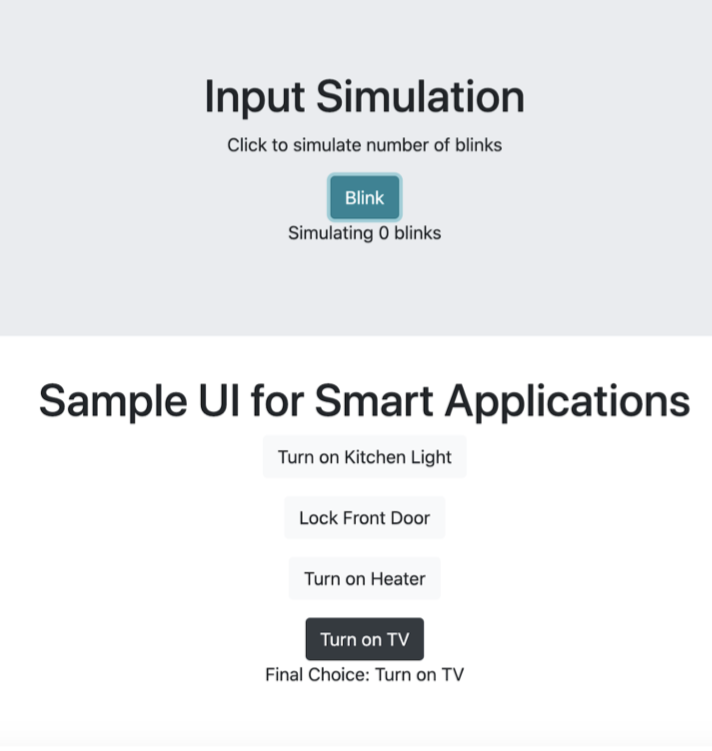 Input Simulation
Click to simulate number of blinks
Blink
Simulating 0 blinks
Sample UI for Smart Applications
Turn on Kitchen Light
Lock Front Door
Turn on Heater
Turn on TV
Final Choice: Turn on TV